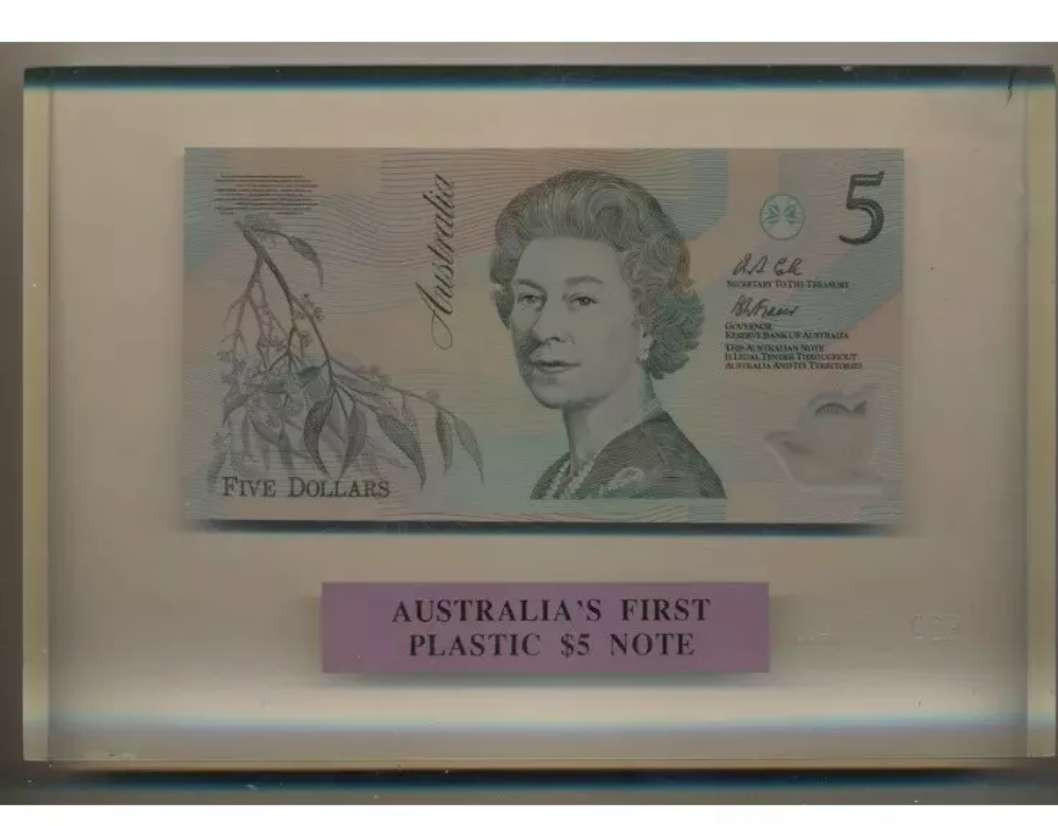 Australia
5
SECRETARY TO THE TREASURY
GOVERNOR
RESERVE BANK OF AUSTRALIA
THIS AUSTRALIAN NOTE
IS LEGAL TENDER THROUGHOUT
AUSTRALIA AND ITS TERRITORIES
FIVE DOLLARS
AUSTRALIA'S FIRST
PLASTIC $5 NOTE